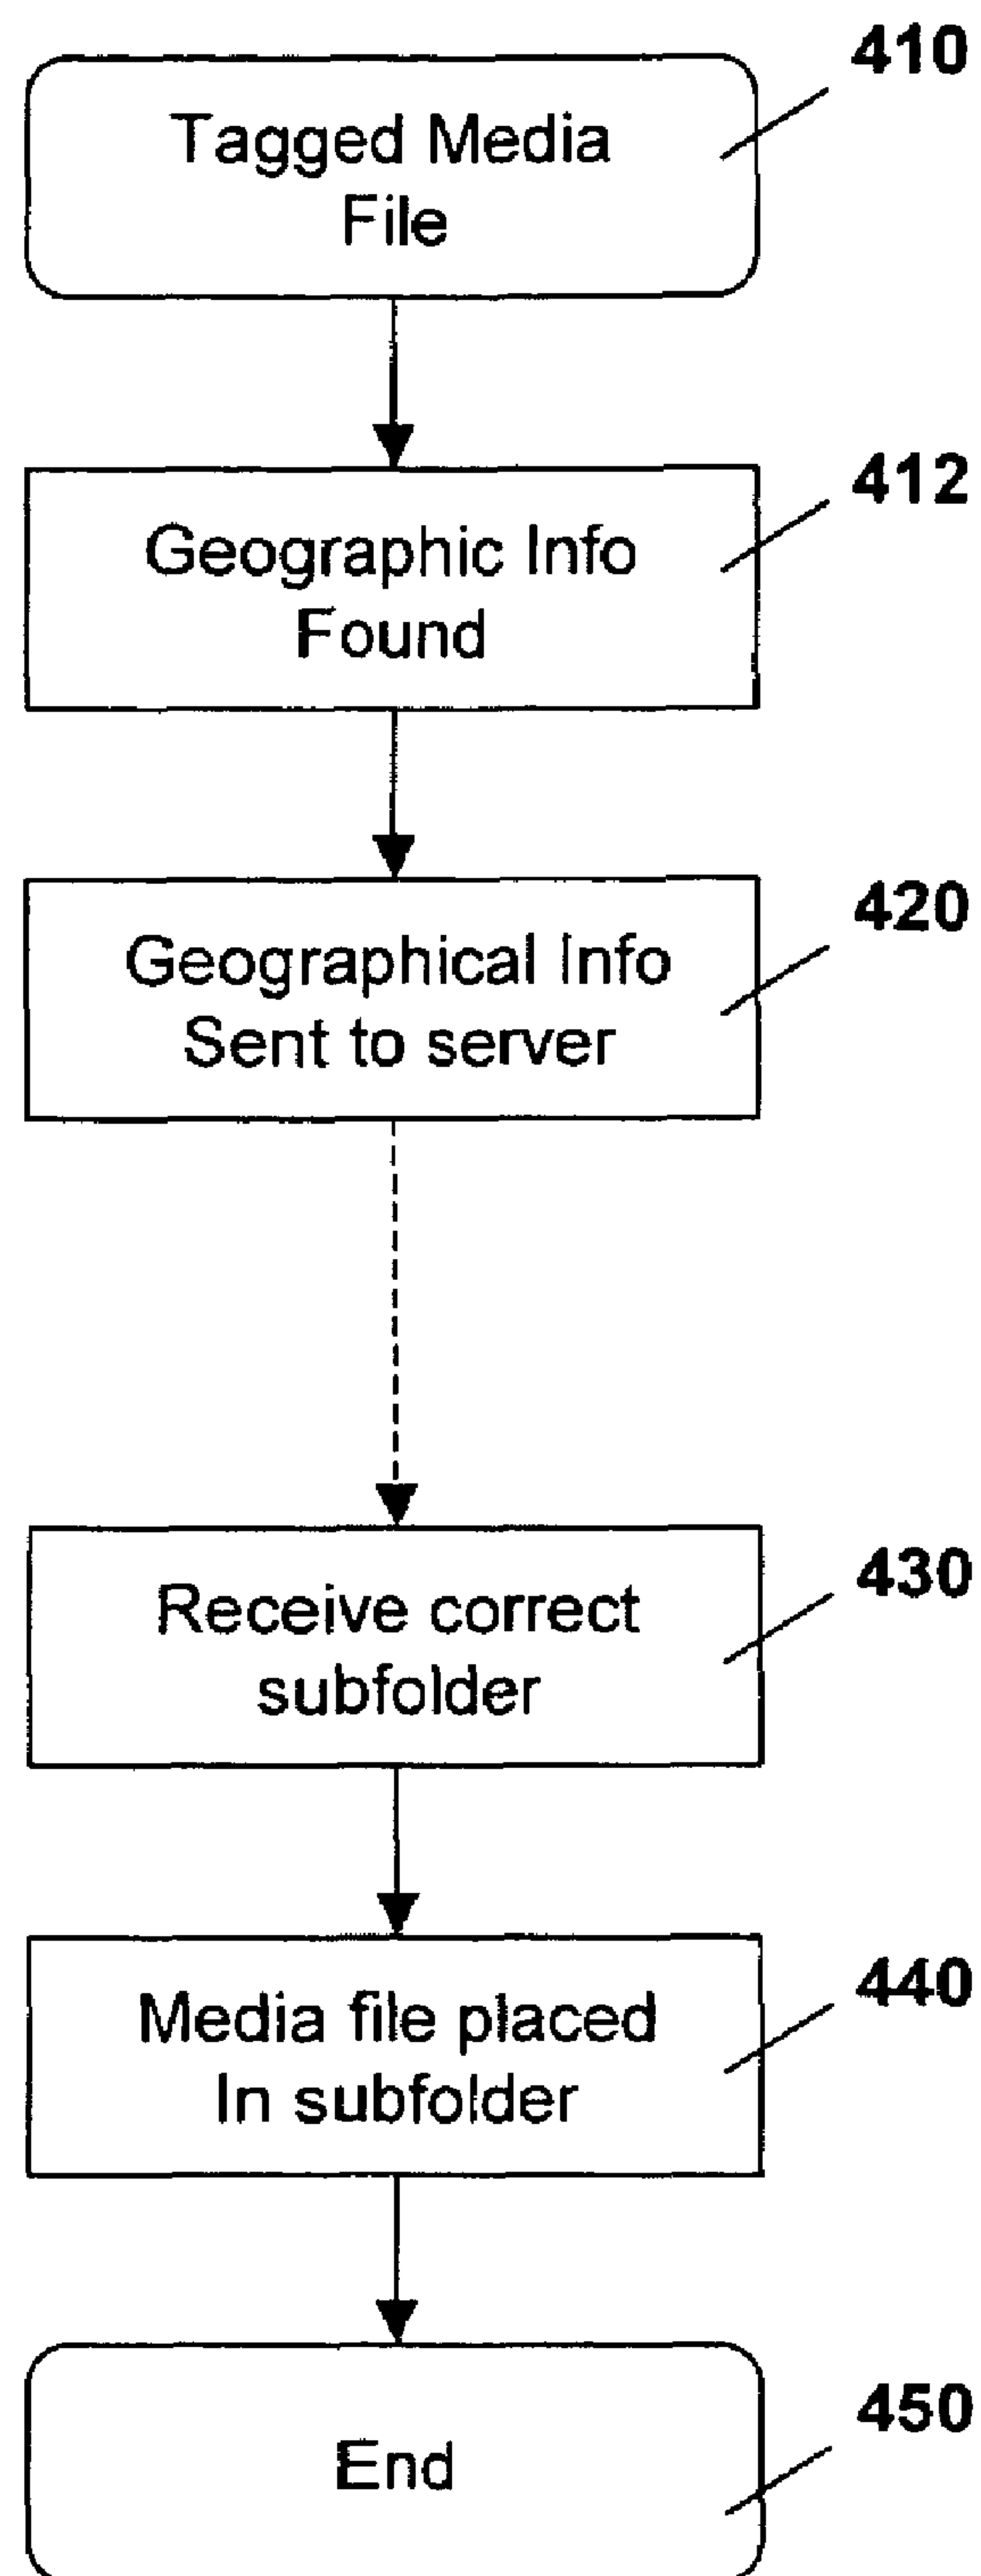 410
Tagged Media
File
412
Geographic Info
Found
420
Geographical Info
Sent to server
430
Receive correct
subfolder
440
Media file placed
In subfolder
450
End